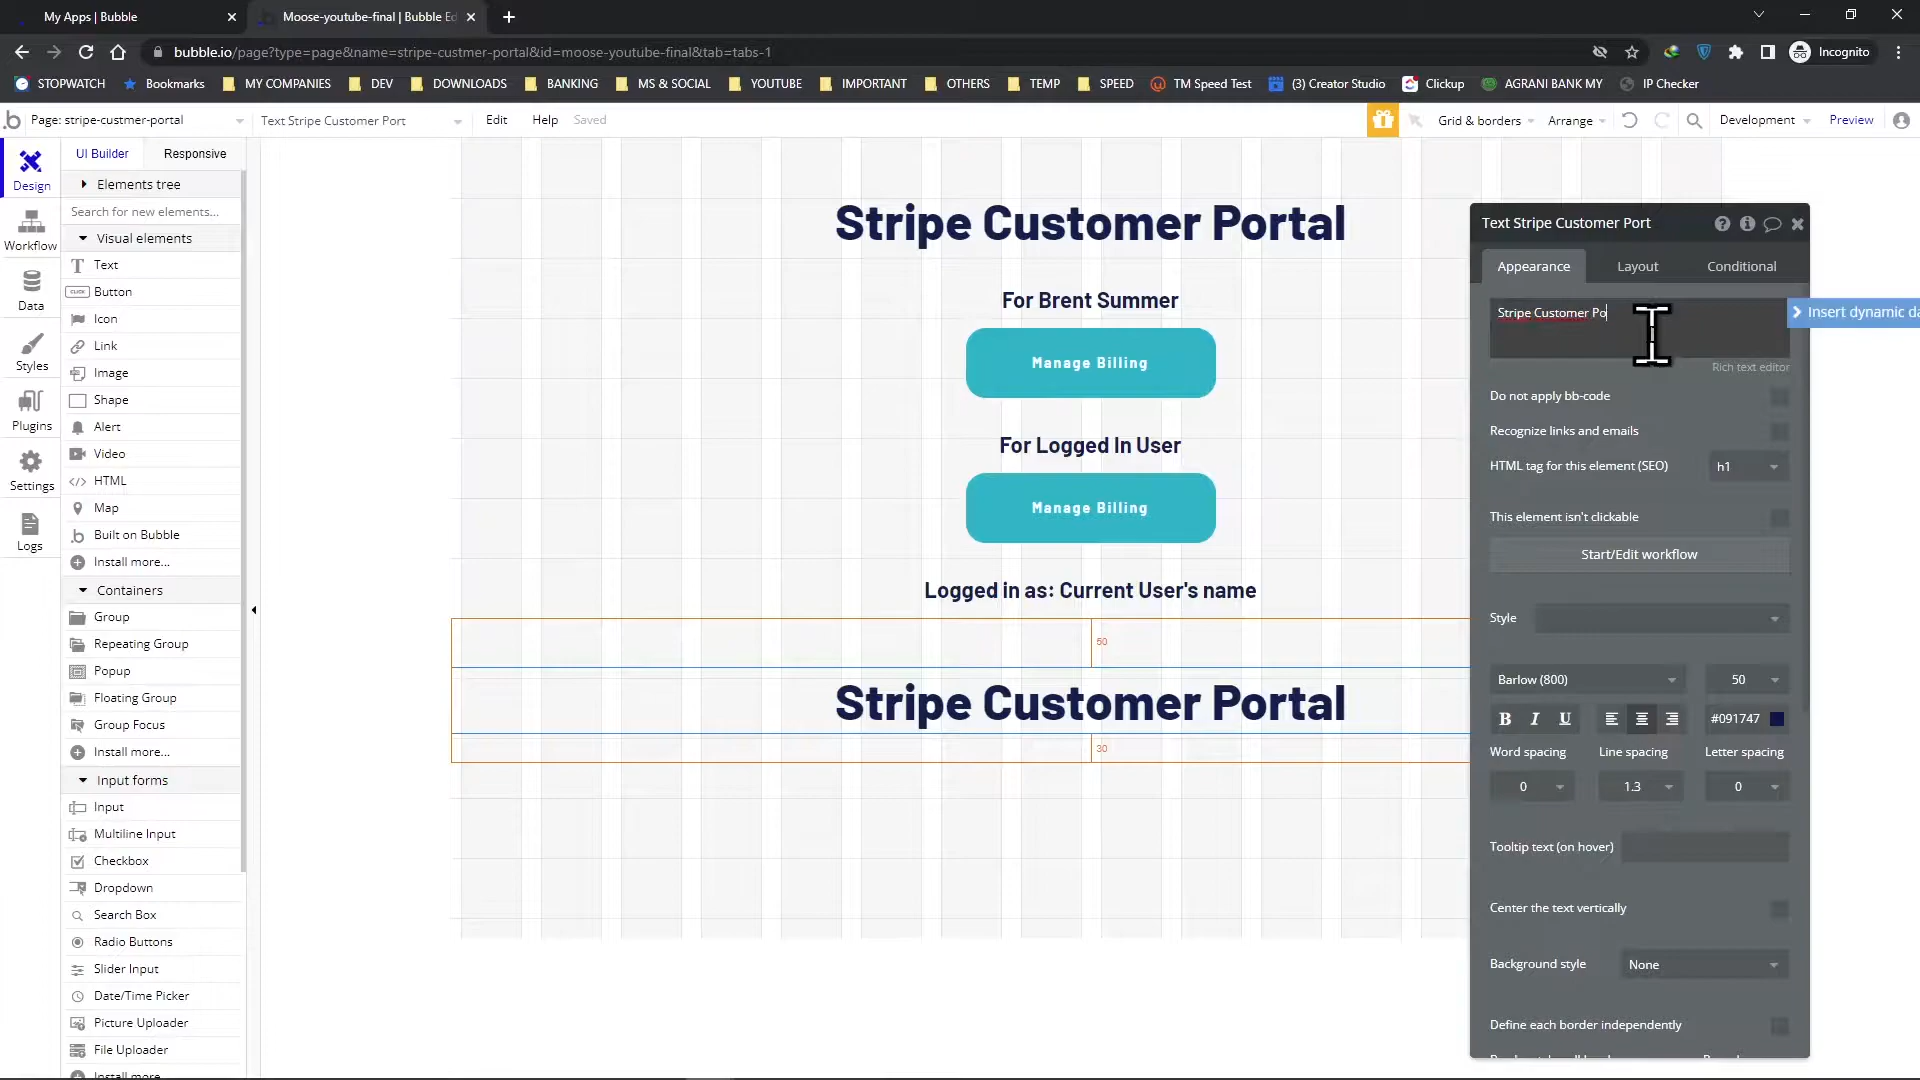 My Apps | Bubble
Moose-youtube-final | Bubble Ed
bubble.io/page?type=page&name=stripe-custmer-portal&id=moose-youtube-final&tab=tabs-1
Incognito
STOPWATCH
Bookmarks
MY COMPANIES
DEV
DOWNLOADS
BANKING
MS & SOCIAL
YOUTUBE
IMPORTANT
OTHERS
TEMP
SPEED
TM Speed Test
(3) Creator Studio
Clickup
AGRANI BANK MY
IP Checker
Page: stripe-custmer-portal
Text Stripe Customer Port
Edit
Help
Saved
Grid & borders
Arrange
Development
Preview
Design
Workflow
Data
Styles
Plugins
Settings
Logs
UI Builder
Responsive
Elements tree
Search for new elements...
Visual elements
Text
CLICK
Button
Icon
Link
Image
Shape
Alert
Video
HTML
Map
Built on Bubble
Install more...
Containers
Group
Repeating Group
Popup
Floating Group
Group Focus
Install more...
Input forms
Input
Multiline Input
Checkbox
Dropdown
Search Box
Radio Buttons
Slider Input
Date/Time Picker
Picture Uploader
File Uploader
Install more
Stripe Customer Portal
For Brent Summer
Manage Billing
For Logged In User
Manage Billing
Logged in as: Current User's name
50
Stripe Customer Portal
30
Text Stripe Customer Port
Appearance
Layout
Conditional
Stripe Customer Po
Insert dynamic da
Rich text editor
Do not apply bb-code
Recognize links and emails
HTML tag for this element (SEO)
h1
This element isn't clickable
Start/Edit workflow
Style
Barlow (800)
50
B I U
#091747
Word spacing
Line spacing
Letter spacing
0
1.3
0
Tooltip text (on hover)
Center the text vertically
Background style
None
Define each border independently